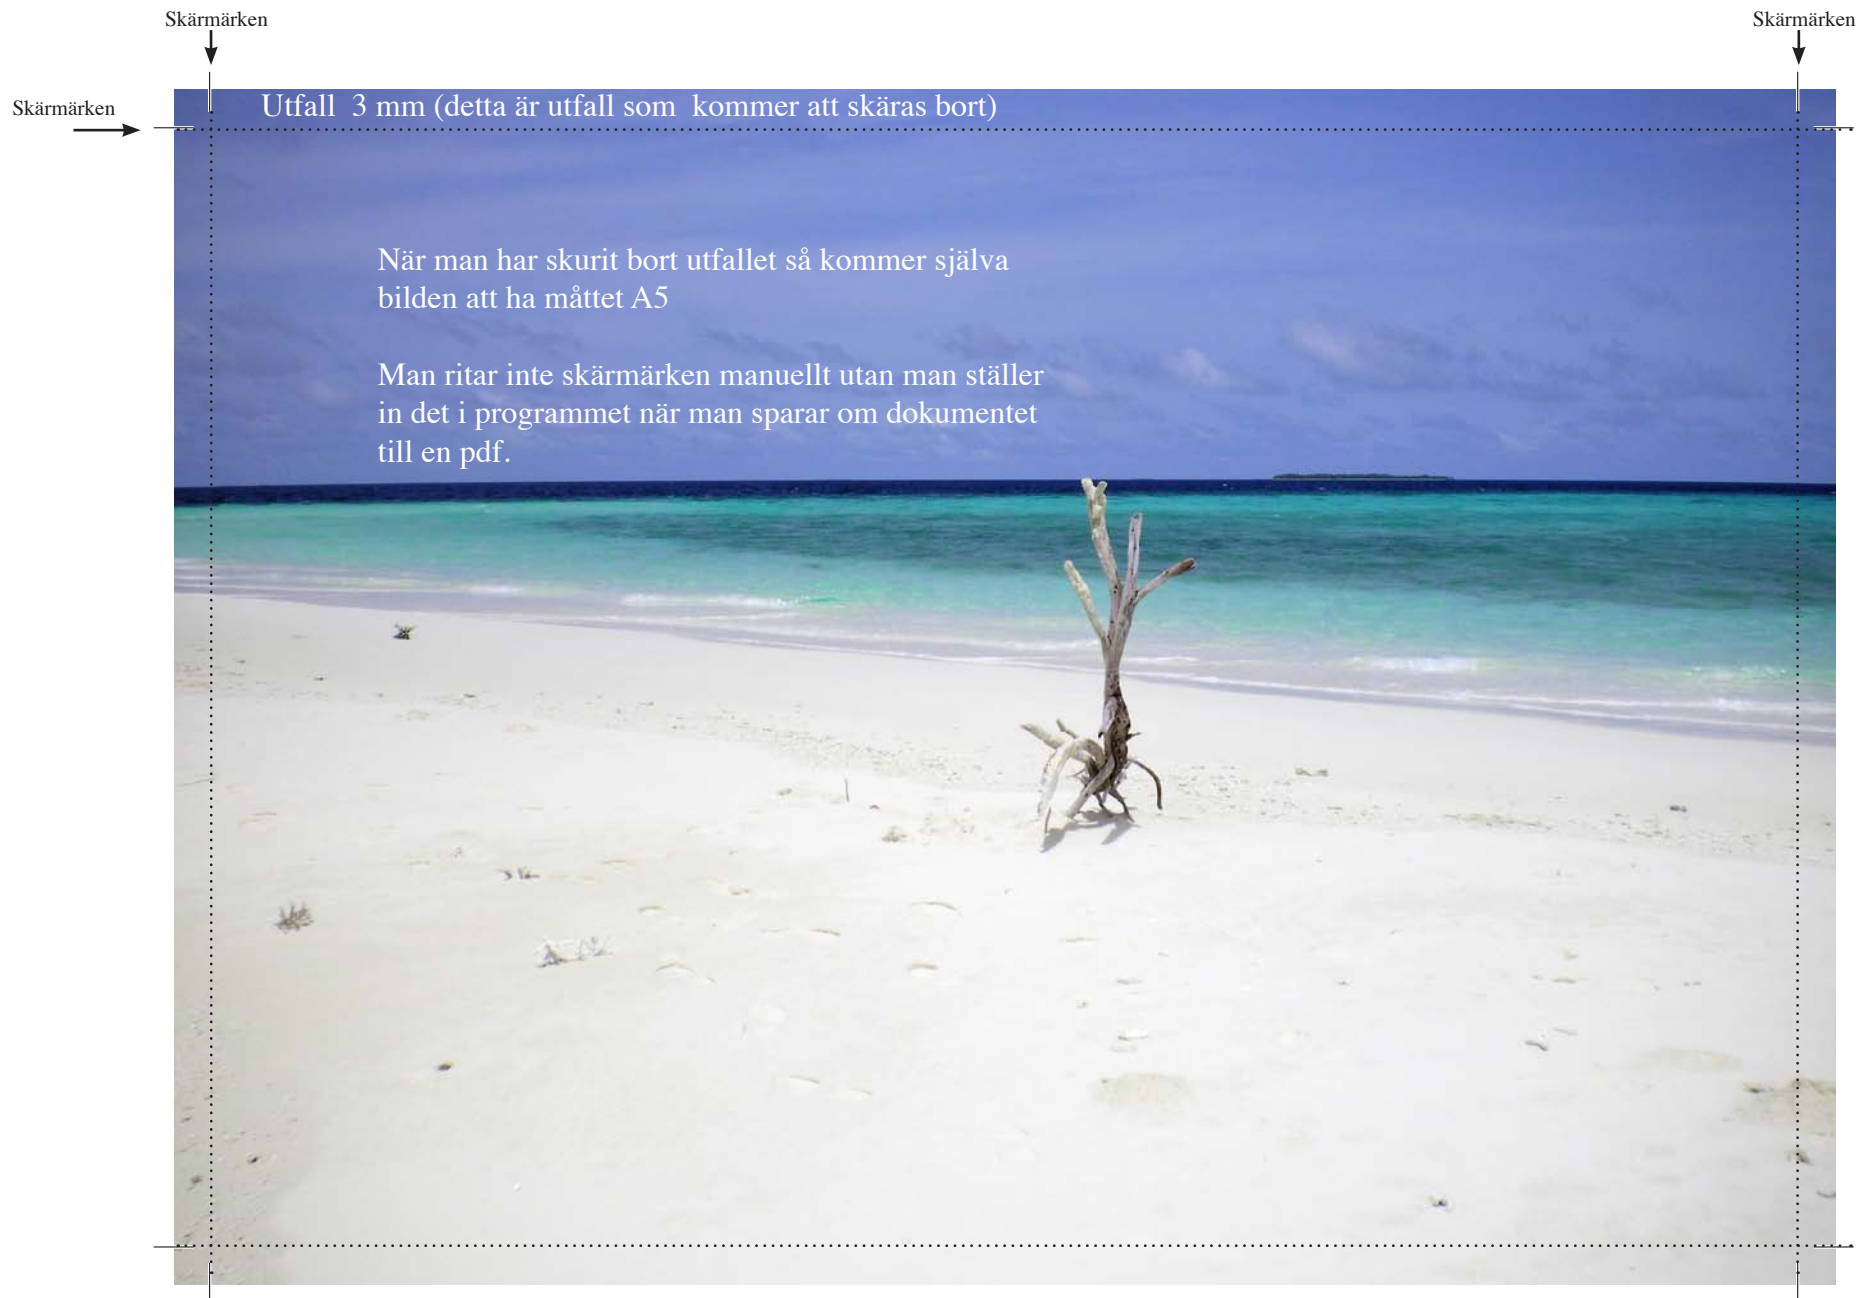 Skärmärken
Skärmärken
Skärmärken
Utfall  3 mm (detta är utfall som  kommer att skäras bort)
När man har skurit bort utfallet så kommer själva
bilden att ha måttet A5
Man ritar inte skärmärken manuellt utan man ställer
in det i programmet när man sparar om dokumentet
till en pdf.